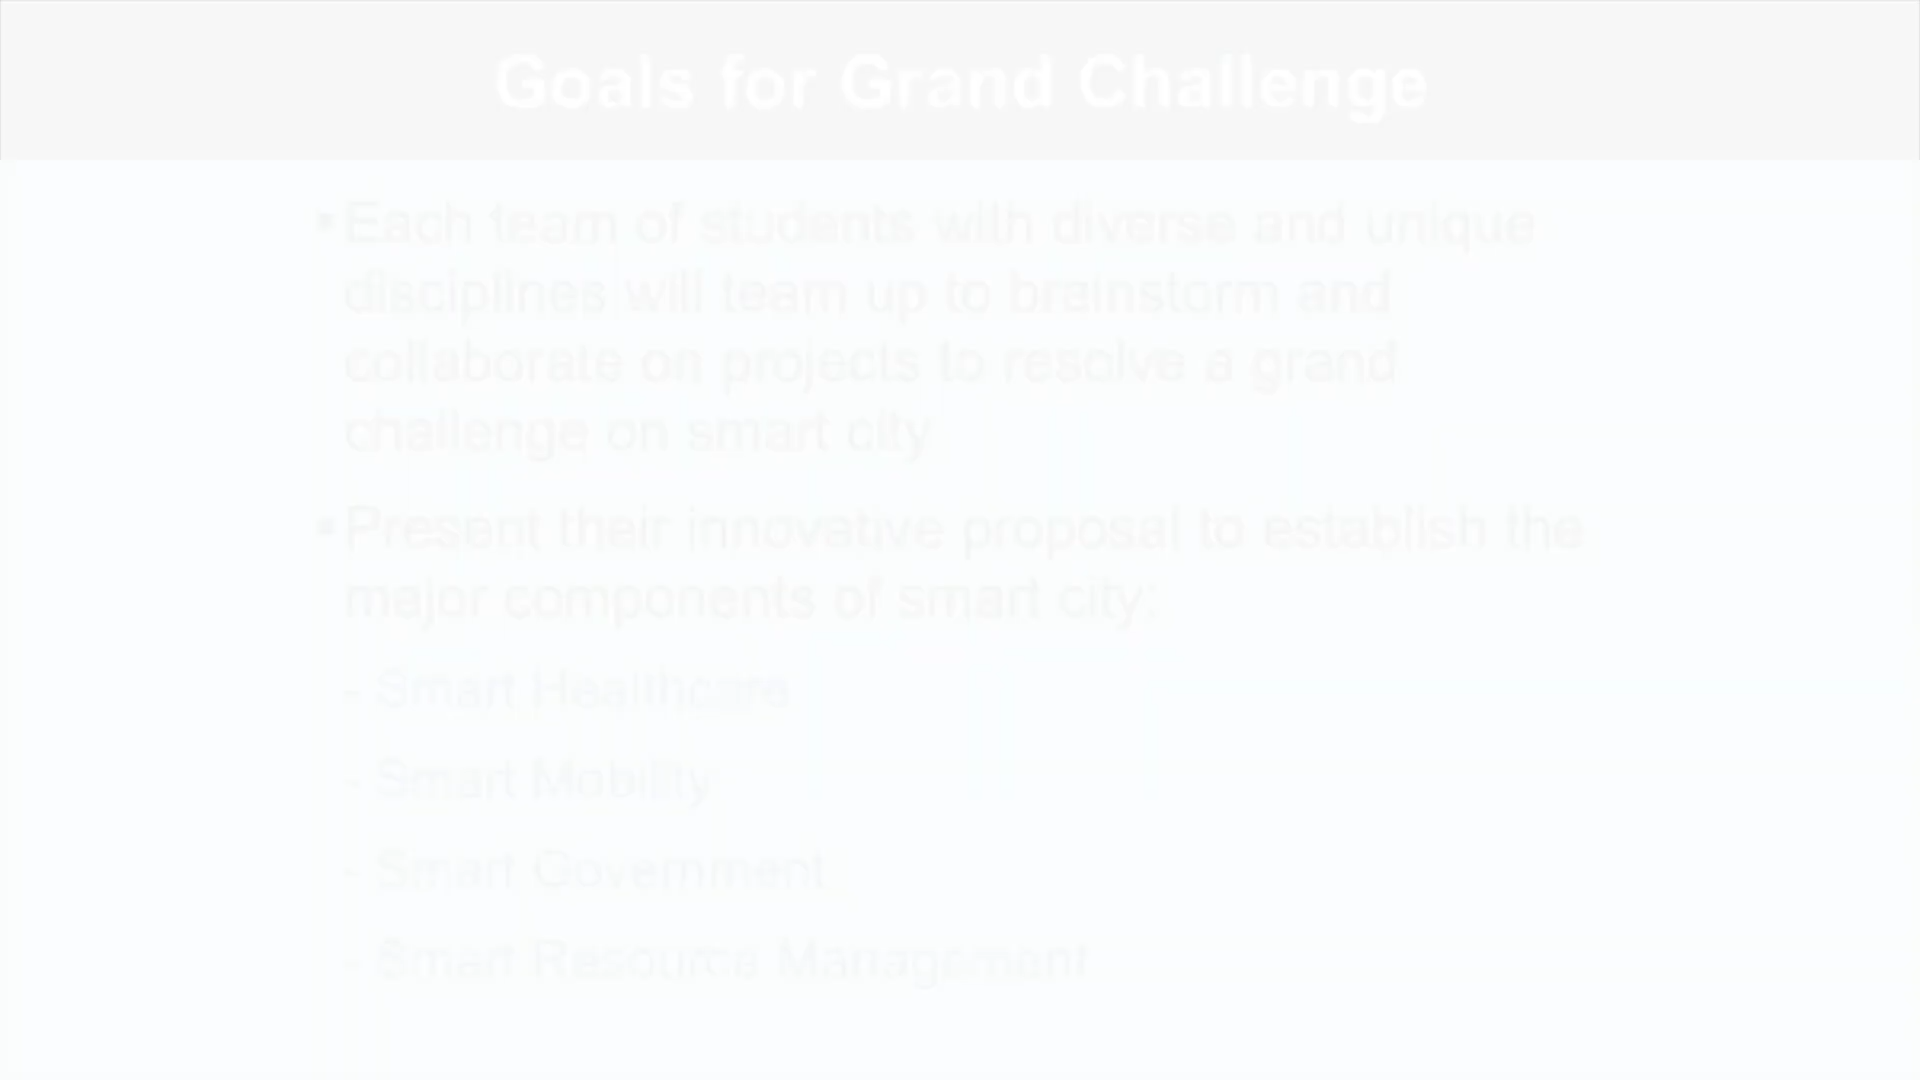 Goals for Grand Challenge
• Each team of students with diverse and unique
disciplines will team up to brainstorm and
collaborate on projects to resolve a grand
challenge on smart city
• Present their innovative proposal to establish the
major components of smart city:
- Smart Healthcare
- Smart Mobility
- Smart Government
- Smart Resource Management